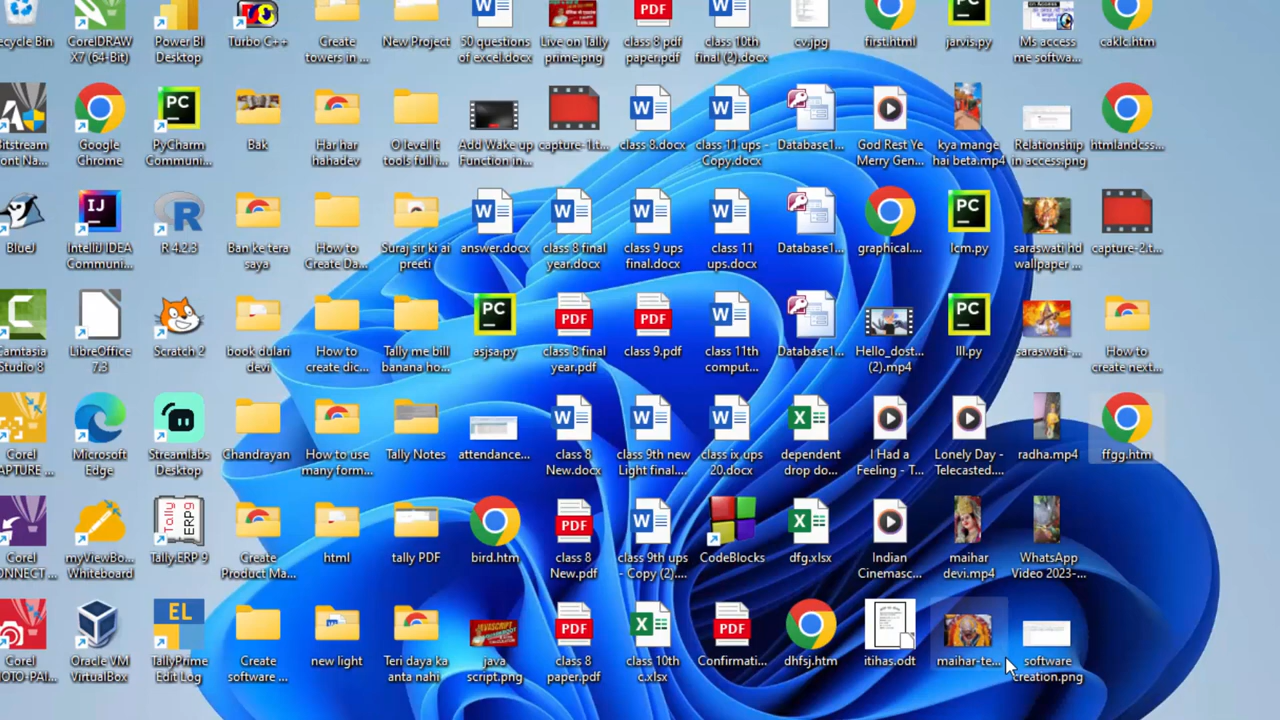 ecycle Bin
CorelDRAW
X7 (64-Bit)
Power BI
Desktop
Turbo C++
Create
towers in ...
New Project
50 questions
of excel.docx
Live on Tally
prime.png
class 8 pdf
paper.pdf
class 10th
final (2).docx
cv.jpg
first.html
jarvis.py
Ms access
me softwa...
caklc.htm
itstream
ont Na...
Google
Chrome
PyCharm
Communi...
Bak
Har har
hahadev
O level it
tools full i...
Add Wake up
Function in...
capture-1.t...
class 8.docx
class 11 ups -
Copy.docx
Database1...
God Rest Ye
Merry Gen...
kya mange
hai beta.mp4
Relationship
in access.png
htmlandcss...
BlueJ
IntelliJ IDEA
Communi...
R 4.2.3
Ban ke tera
saya
How to
Create Da...
Suraj sir ki ai
preeti
answer.docx
class 8 final
year.docx
class 9 ups
final.docx
class 11
ups.docx
Database1...
graphical....
lcm.py
saraswati hd
wallpaper ...
capture-2.t...
Camtasia
Studio 8
LibreOffice
7.3
Scratch 2
book dulari
devi
How to
create dic...
Tally me bill
banana ho...
asjsa.py
class 8 final
year.pdf
class 9.pdf
class 11th
comput...
Database1...
Hello_dost...
(2).mp4
lll.py
saraswati-...
How to
create next...
Corel
APTURE ...
Microsoft
Edge
Streamlabs
Desktop
Chandrayan
How to use
many form...
Tally Notes
attendance...
class 8
New.docx
class 9th new
Light final....
class ix ups
20.docx
dependent
drop do...
I Had a
Feeling - T...
Lonely Day -
Telecasted....
radha.mp4
ffgg.htm
Corel
ONNECT ...
myViewBo...
Whiteboard
Tally.ERP 9
Create
Product Ma...
html
tally PDF
bird.htm
class 8
New.pdf
class 9th ups
- Copy (2)....
CodeBlocks
dfg.xlsx
Indian
Cinemasc...
maihar
devi.mp4
WhatsApp
Video 2023-...
Corel
OTO-PAI...
Oracle VM
VirtualBox
TallyPrime
Edit Log
Create
software ...
new light
Teri daya ka
anta nahi
java
script.png
class 8
paper.pdf
class 10th
c.xlsx
Confirmati...
dhfsj.htm
itihas.odt
maihar-te...
software
creation.png